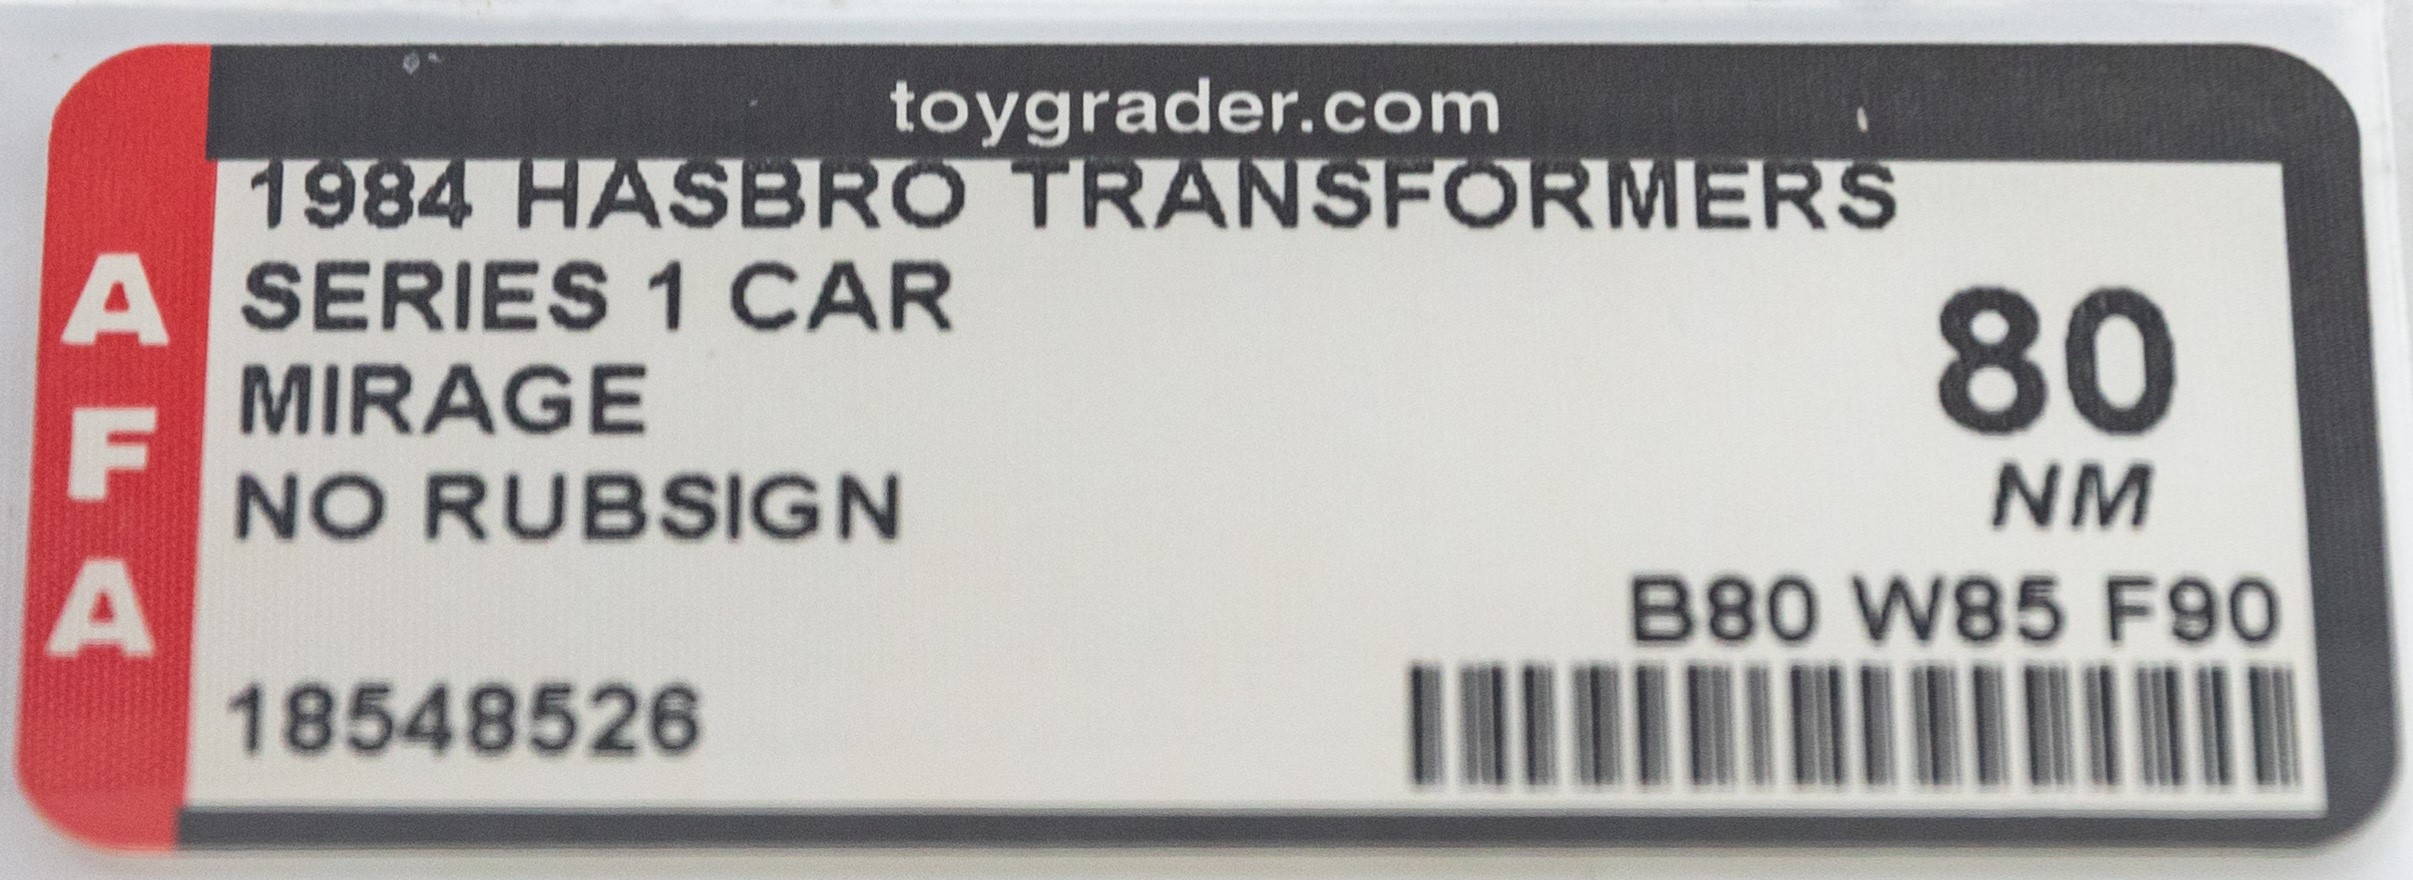 toygrader.com
AFA
1984 HASBRO TRANSFORMERS
SERIES 1 CAR
MIRAGE
NO RUBSIGN
80
NM
B80 W85 F90
18548526